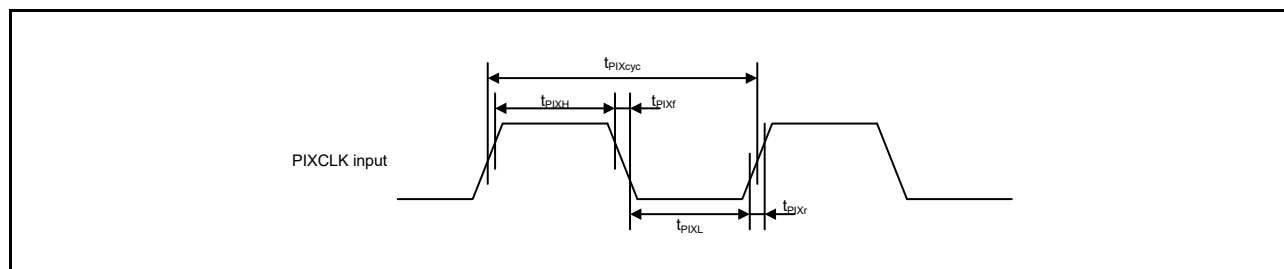 tPIXcyc
tPIXH
tPIXf
PIXCLK input
tPIXr
tPIXL